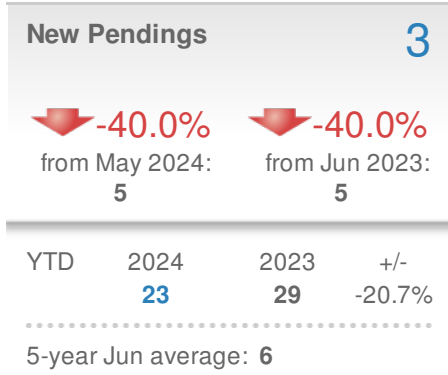 New Pendings 3
-40.0% -40.0%
from May 2024: from Jun 2023:
5 5
YTD 2024 2023 +/-
23 29 -20.7%
5-year Jun average: 6